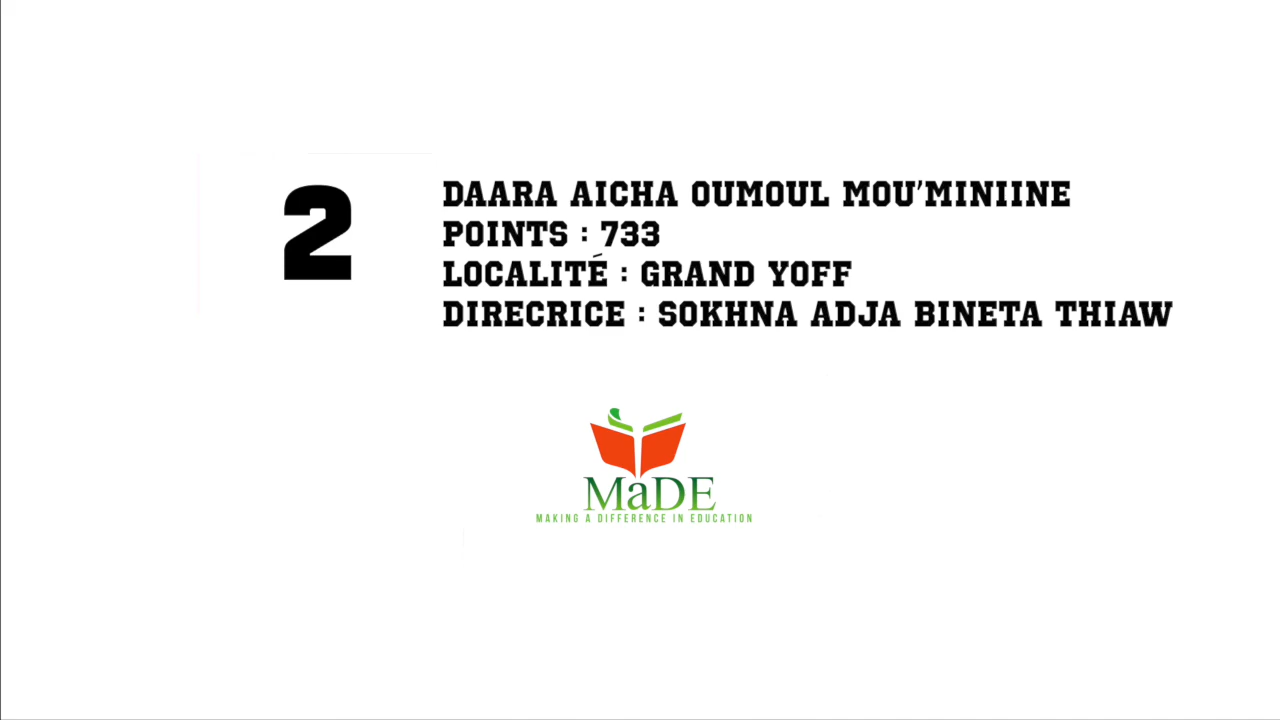 2
DAARA AICHA OUMOUL MOU'MINIINE
POINTS : 733
LOCALITÉ : GRAND YOFF
DIRECRICE : SOKHNA ADJA BINETA THIAW
MaDE
MAKING A DIFFERENCE IN EDUCATION